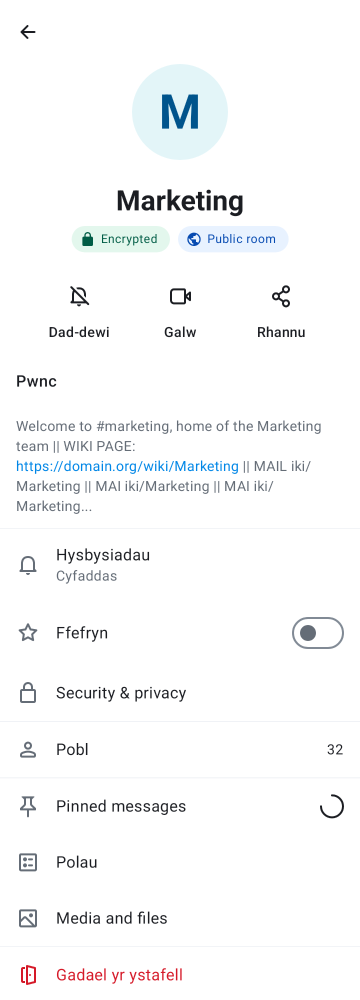 M
Marketing
Encrypted
Public room
Dad-dewi
Galw
Rhannu
Pwnc
Welcome to #marketing, home of the Marketing
team || WIKI PAGE:
https://domain.org/wiki/Marketing || MAIL iki/
Marketing || MAI iki/Marketing || MAI iki/
Marketing...
Hysbysiadau
Cyfaddas
Ffefryn
Security & privacy
Pobl 32
Pinned messages
Polau
Media and files
Gadael yr ystafell